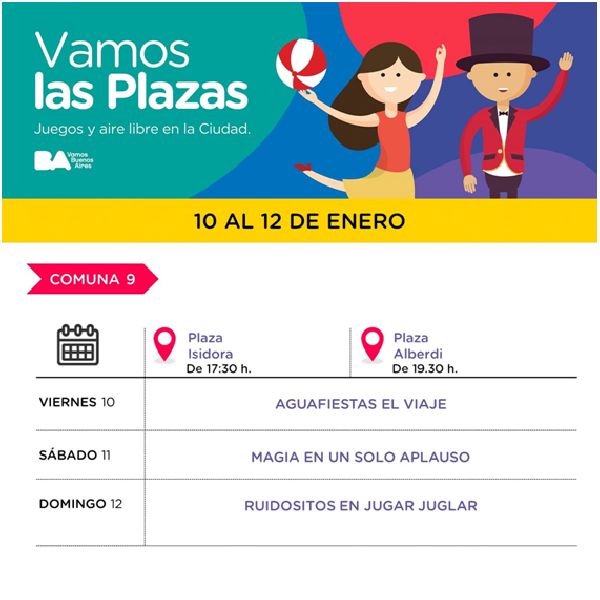 Vamos
las Plazas
Juegos y aire libre en la Ciudad.
BA Vamos
Buenos
Aires
10 AL 12 DE ENERO
COMUNA 9
Plaza
Isidora
De 17:30 h.
Plaza
Alberdi
De 19.30 h.
VIERNES 10 AGUAFIESTAS EL VIAJE
SÁBADO 11 MAGIA EN UN SOLO APLAUSO
DOMINGO 12 RUIDOSITOS EN JUGAR JUGLAR